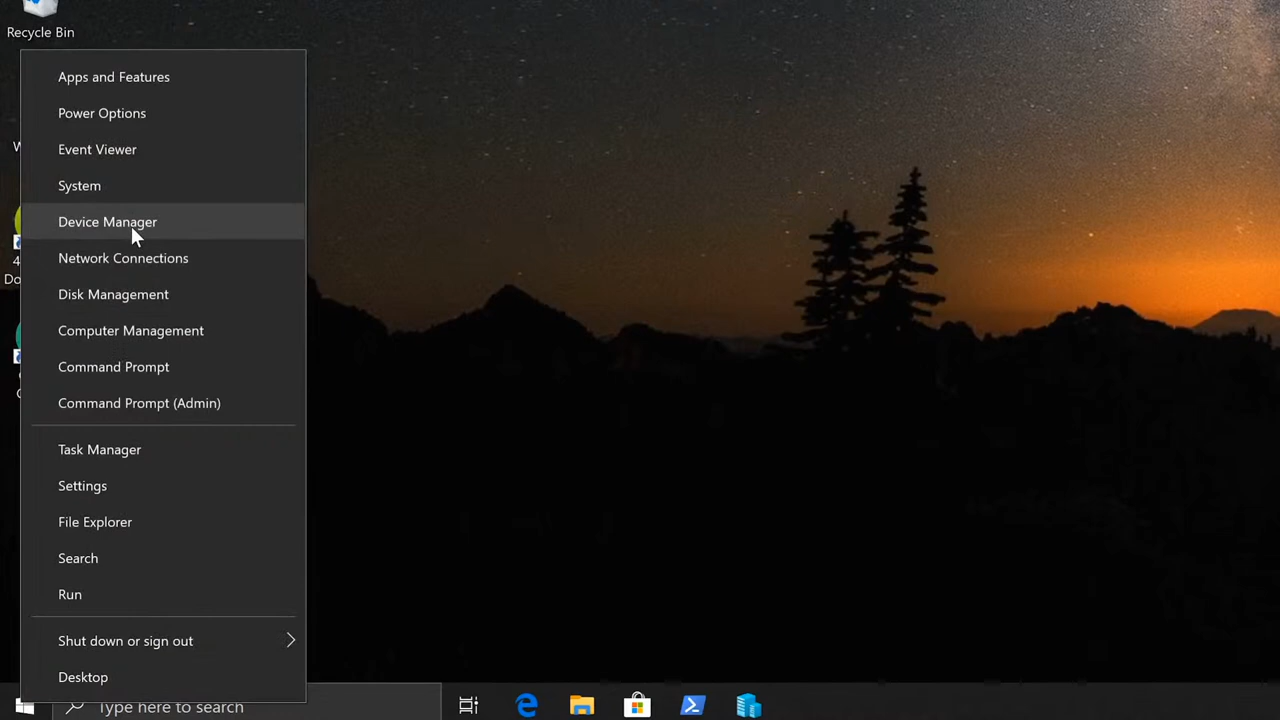 Recycle Bin
Apps and Features
Power Options
Event Viewer
System
Device Manager
Network Connections
Disk Management
Computer Management
Command Prompt
Command Prompt (Admin)
Task Manager
Settings
File Explorer
Search
Run
Shut down or sign out
Desktop
Type here to search